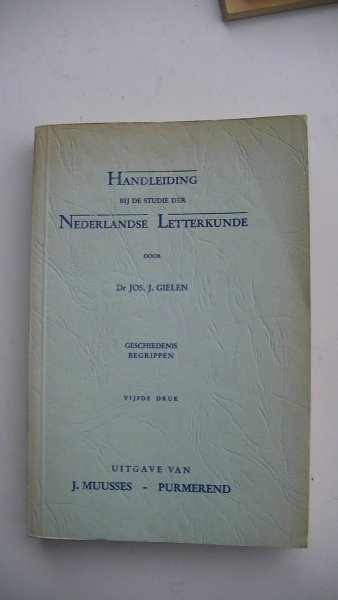 HANDLEIDING
BIJ DE STUDIE DER
NEDERLANDSE LETTERKUNDE
DOOR
Dr JOS. J. GIELEN
GESCHIEDENIS
BEGRIPPEN
VIJFDE DRUK
UITGAVE VAN
J. MUUSSES - PURMEREND